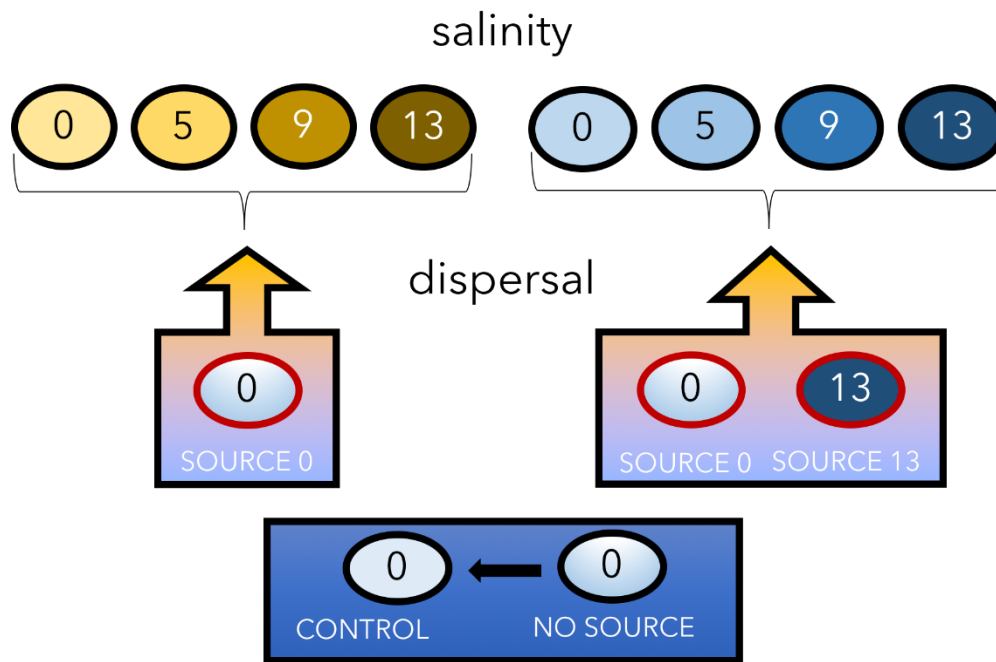 salinity
0 5 9 13 0 5 9 13
dispersal
0 0 13
SOURCE 0 SOURCE 0 SOURCE 13
0 0
CONTROL NO SOURCE